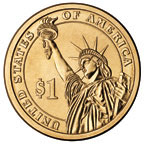 UNITED STATES OF AMERICA
$1